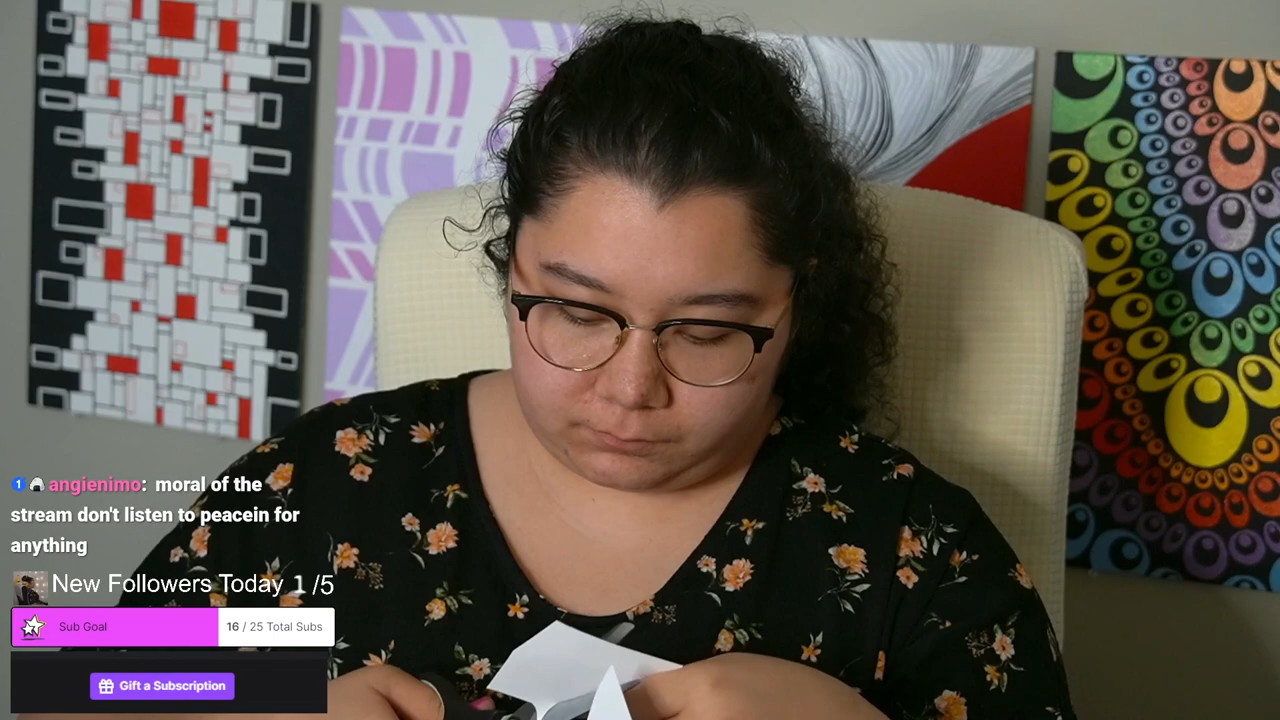 1 angienimo: moral of the
stream don't listen to peacein for
anything
New Followers Today 1 /5
Sub Goal 16 / 25 Total Subs
Gift a Subscription